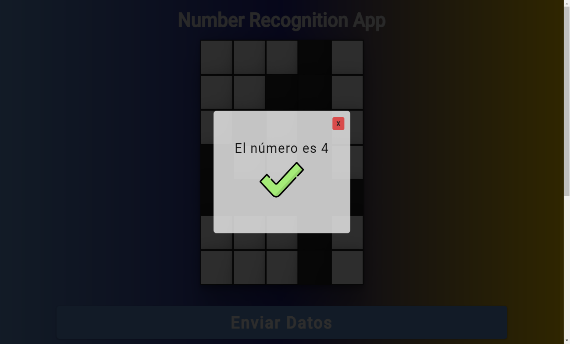 Number Recognition App
x
El número es 4
Enviar Datos